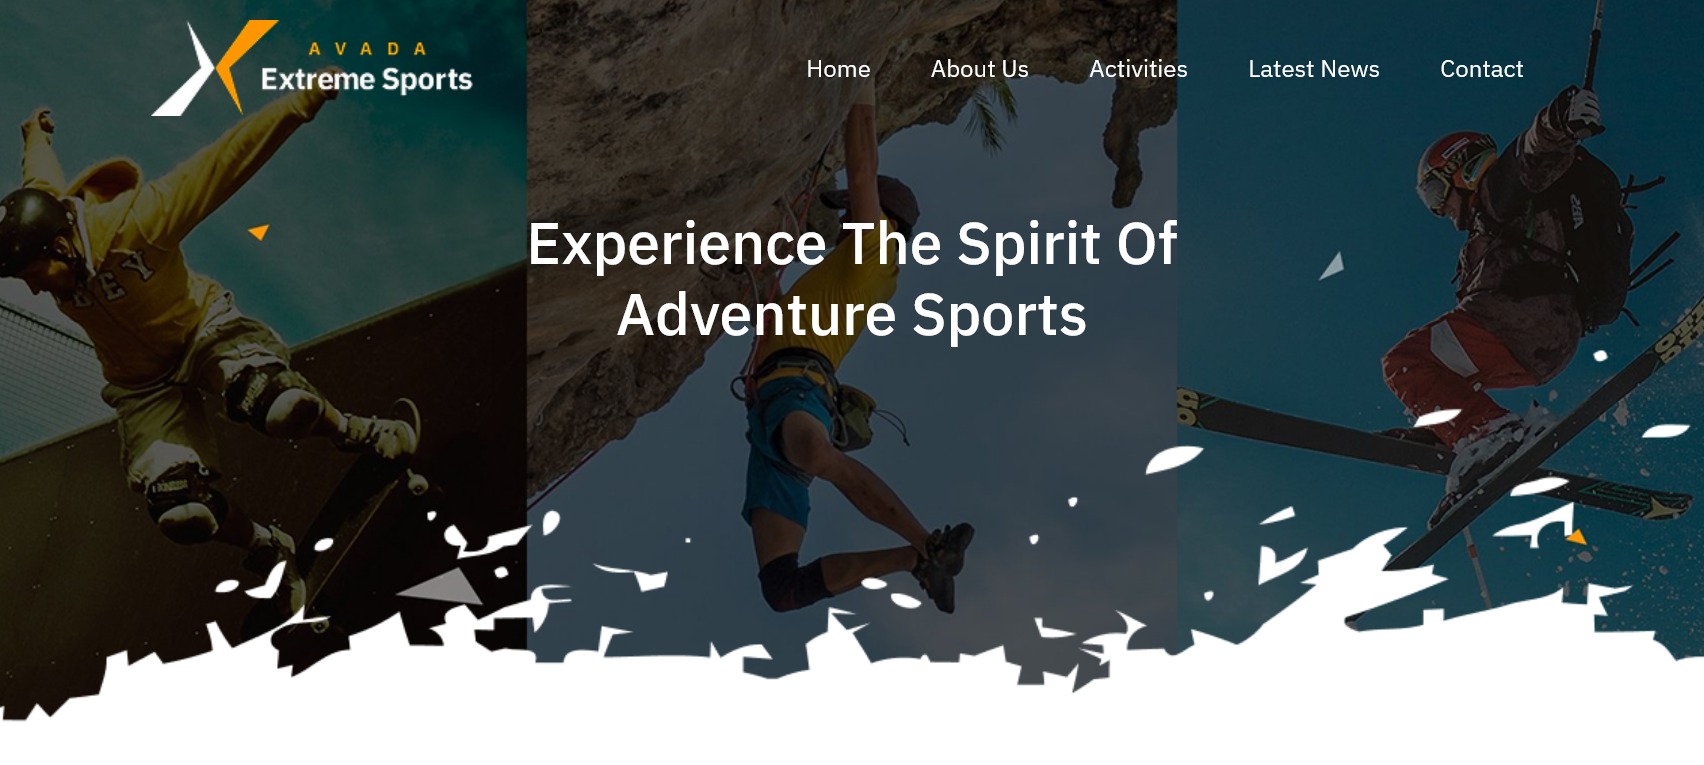 AVADA
Extreme Sports
Home
About Us
Activities
Latest News
Contact
Experience The Spirit Of
Adventure Sports